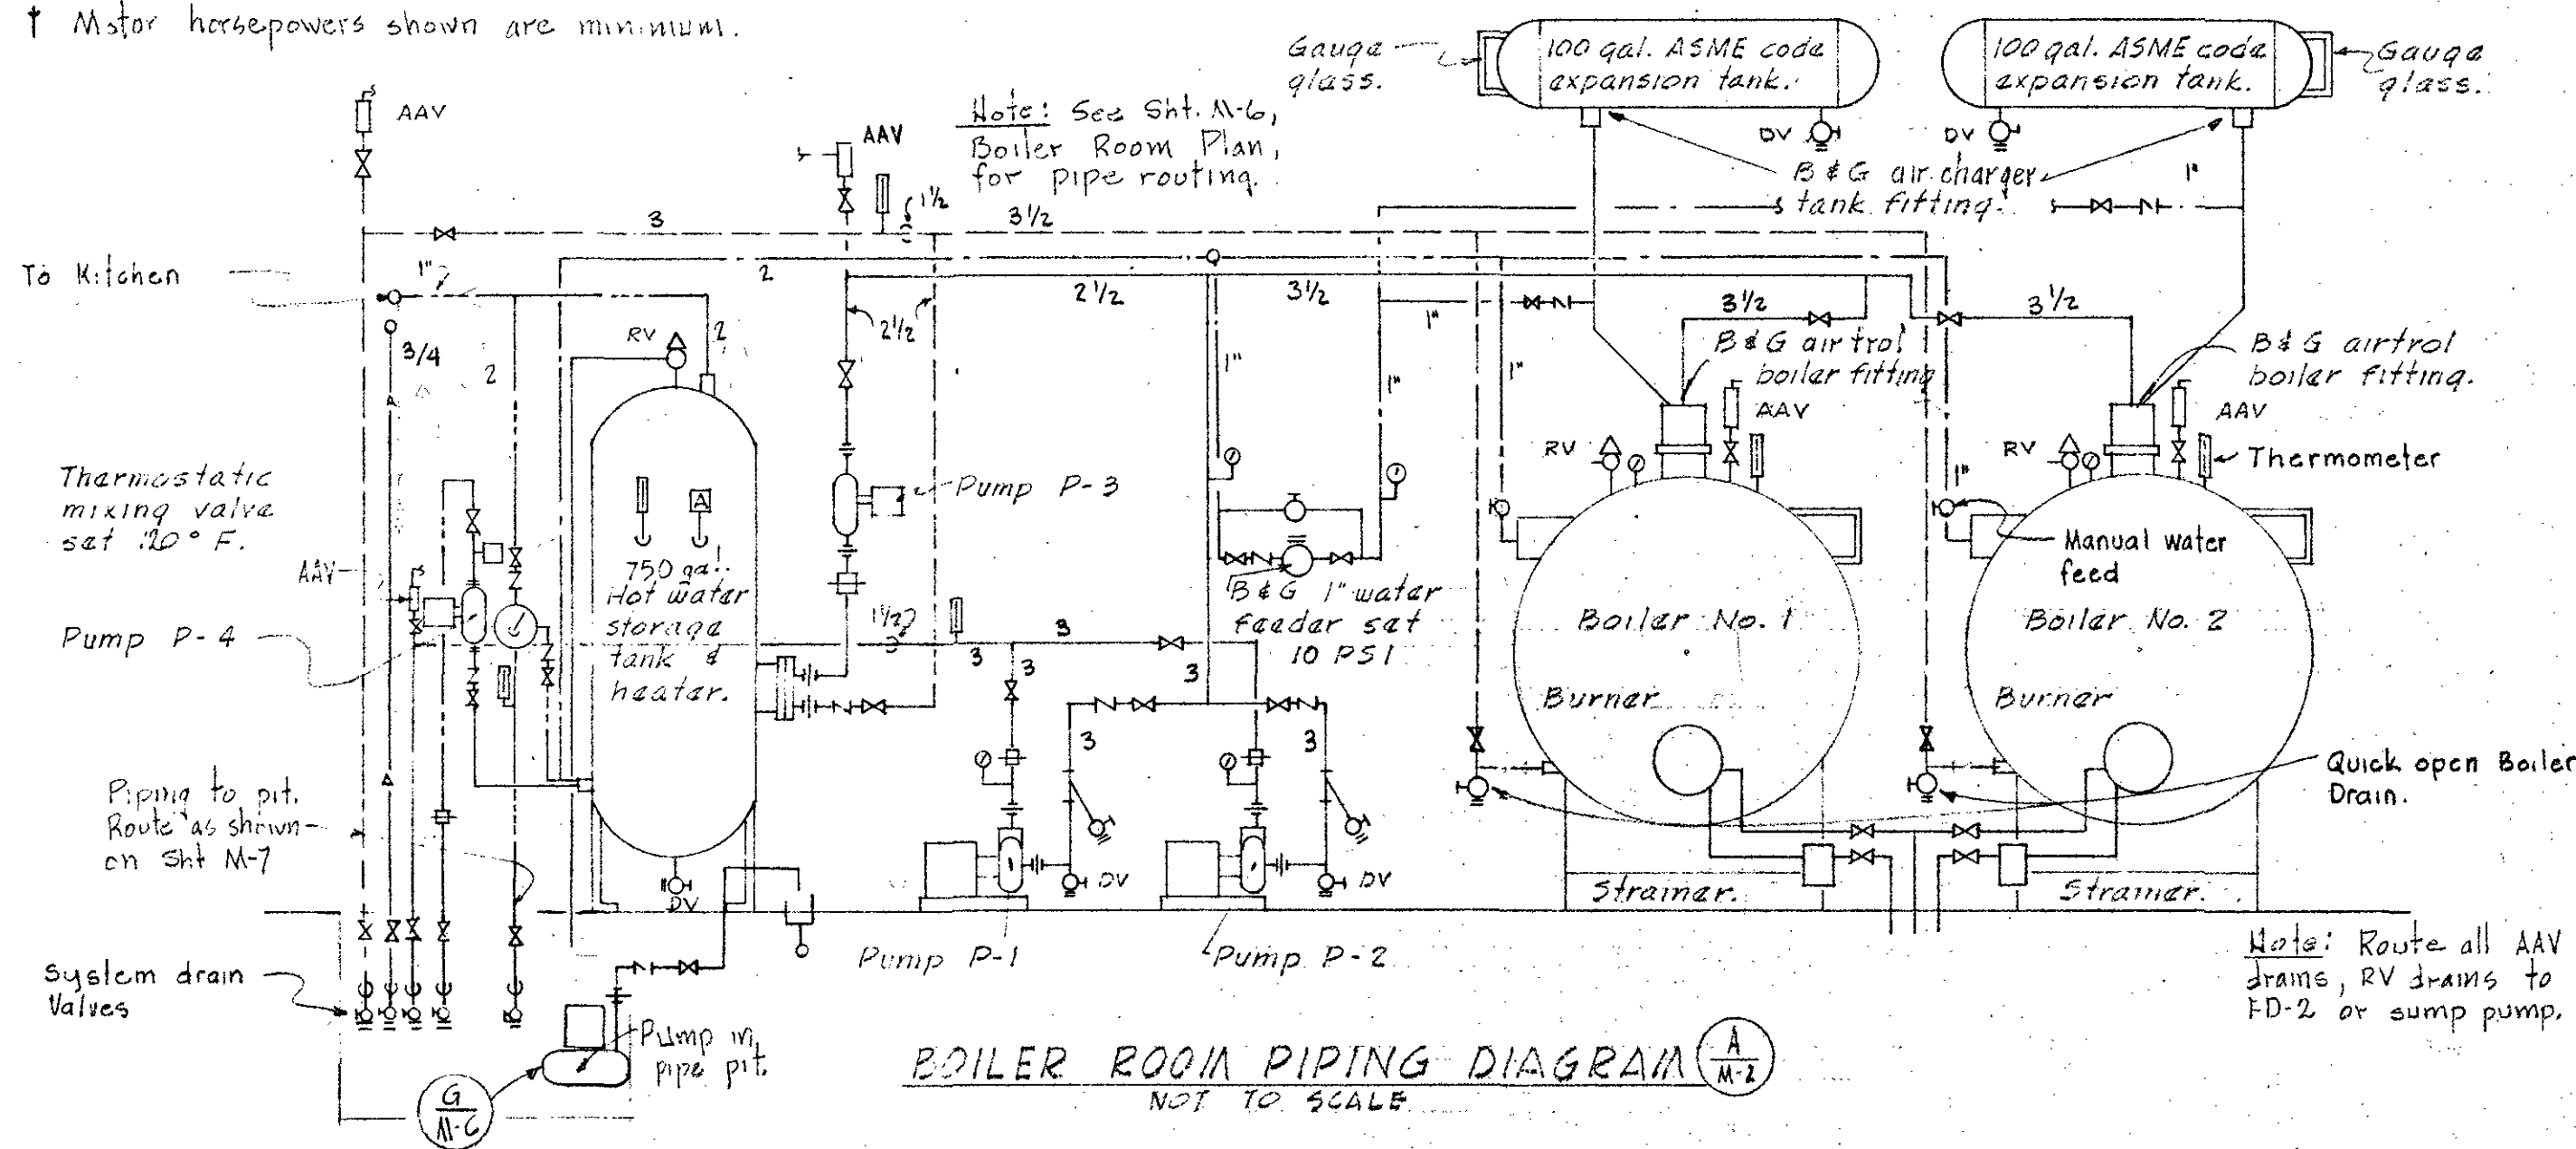 † Motor horsepowers shown are minimum.
Gauge
glass.
100 gal. ASME code
expansion tank.
100 gal. ASME code
expansion tank.
Gauge
glass.
AAV
AAV
Note: See Sht. M-6,
Boiler Room Plan,
for pipe routing.
DV
DV
B & G air charger
tank fitting.
1"
3
1½
3½
To Kitchen
1"
2
2½
3½
1"
3½
3½
2½
3/4
2
RV
2
1"
1"
1"
B & G airtrol
boiler fitting
B & G airtrol
boiler fitting.
AAV
AAV
RV
RV
Thermometer
1"
Thermostatic
mixing valve
set 120° F.
A
Pump P-3
AAV
750 gal.
Hot water
storage
tank &
heater.
Manual water
feed
B & G 1" water
feeder set
10 PSI
Pump P-4
1½
3
3
3
3
3
Boiler No. 1
Boiler No. 2
Burner
Burner
3
3
Piping to pit.
Route as shown
on Sht M-7
Quick open Boiler
Drain.
DV
DV
DV
Strainer.
Strainer.
Pump P-1
Pump P-2
System drain
Valves
Note: Route all AAV
drains, RV drains to
FD-2 or sump pump.
Pump in
pipe pit.
G
M-6
BOILER ROOM PIPING DIAGRAM
A
M-2
NOT TO SCALE